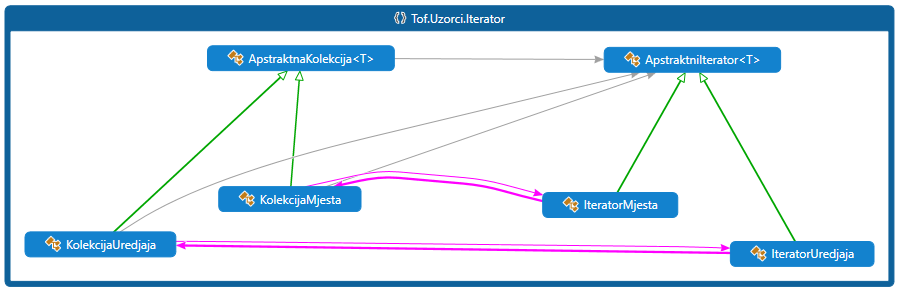 Tof.Uzorci.Iterator
ApstraktnaKolekcija<T>
ApstraktniIterator<T>
KolekcijaMjesta
IteratorMjesta
KolekcijaUredjaja
IteratorUredjaja